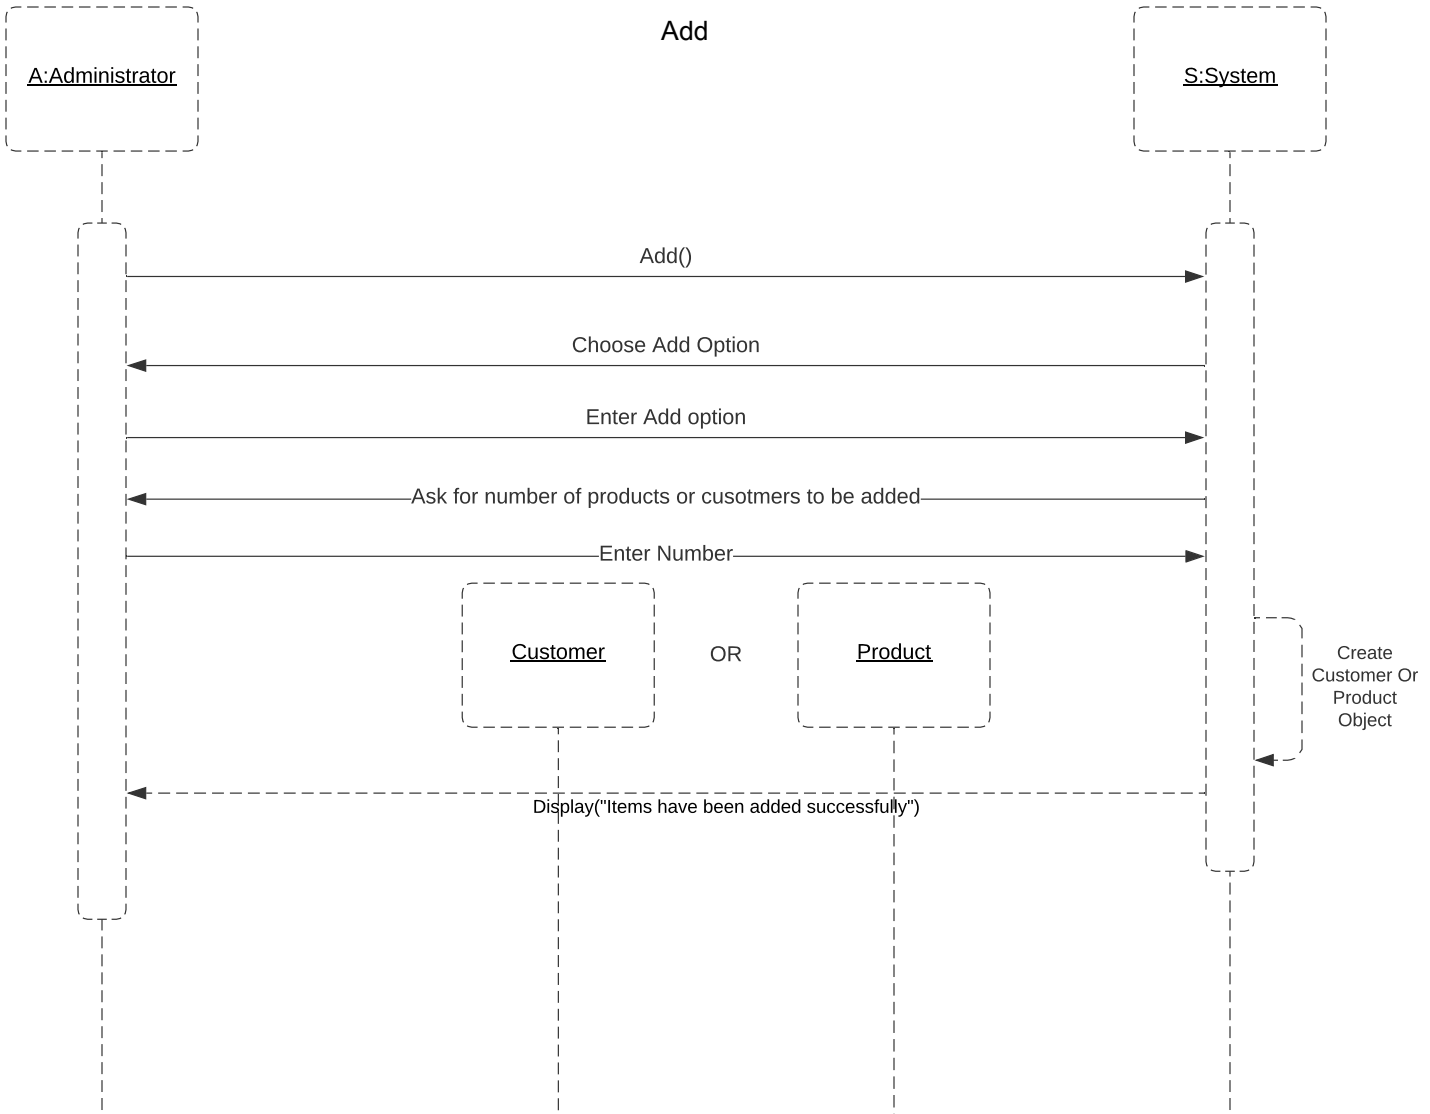 Add
A:Administrator
S:System
Add()
Choose Add Option
Enter Add option
Ask for number of products or cusotmers to be added
Enter Number
Customer
OR
Product
Create
Customer Or
Product
Object
Display("Items have been added successfully")